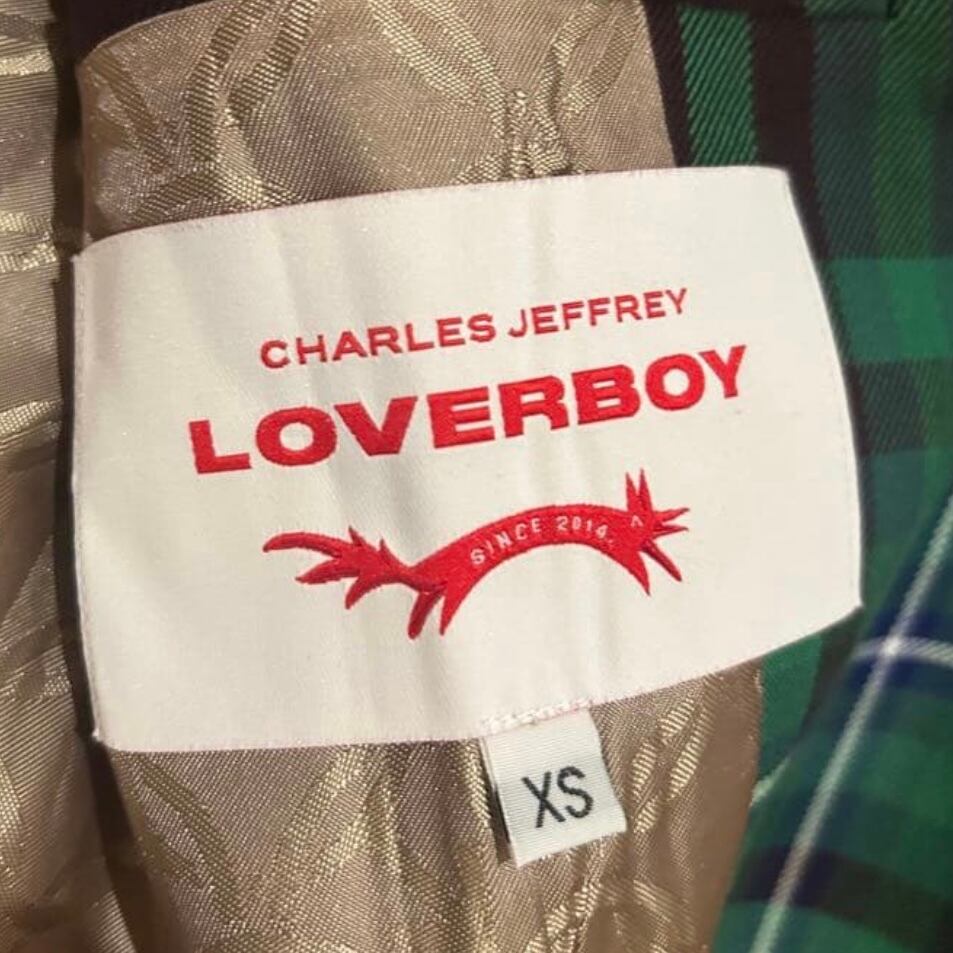 CHARLES JEFFREY
LOVERBOY
SINCE 2014.
XS